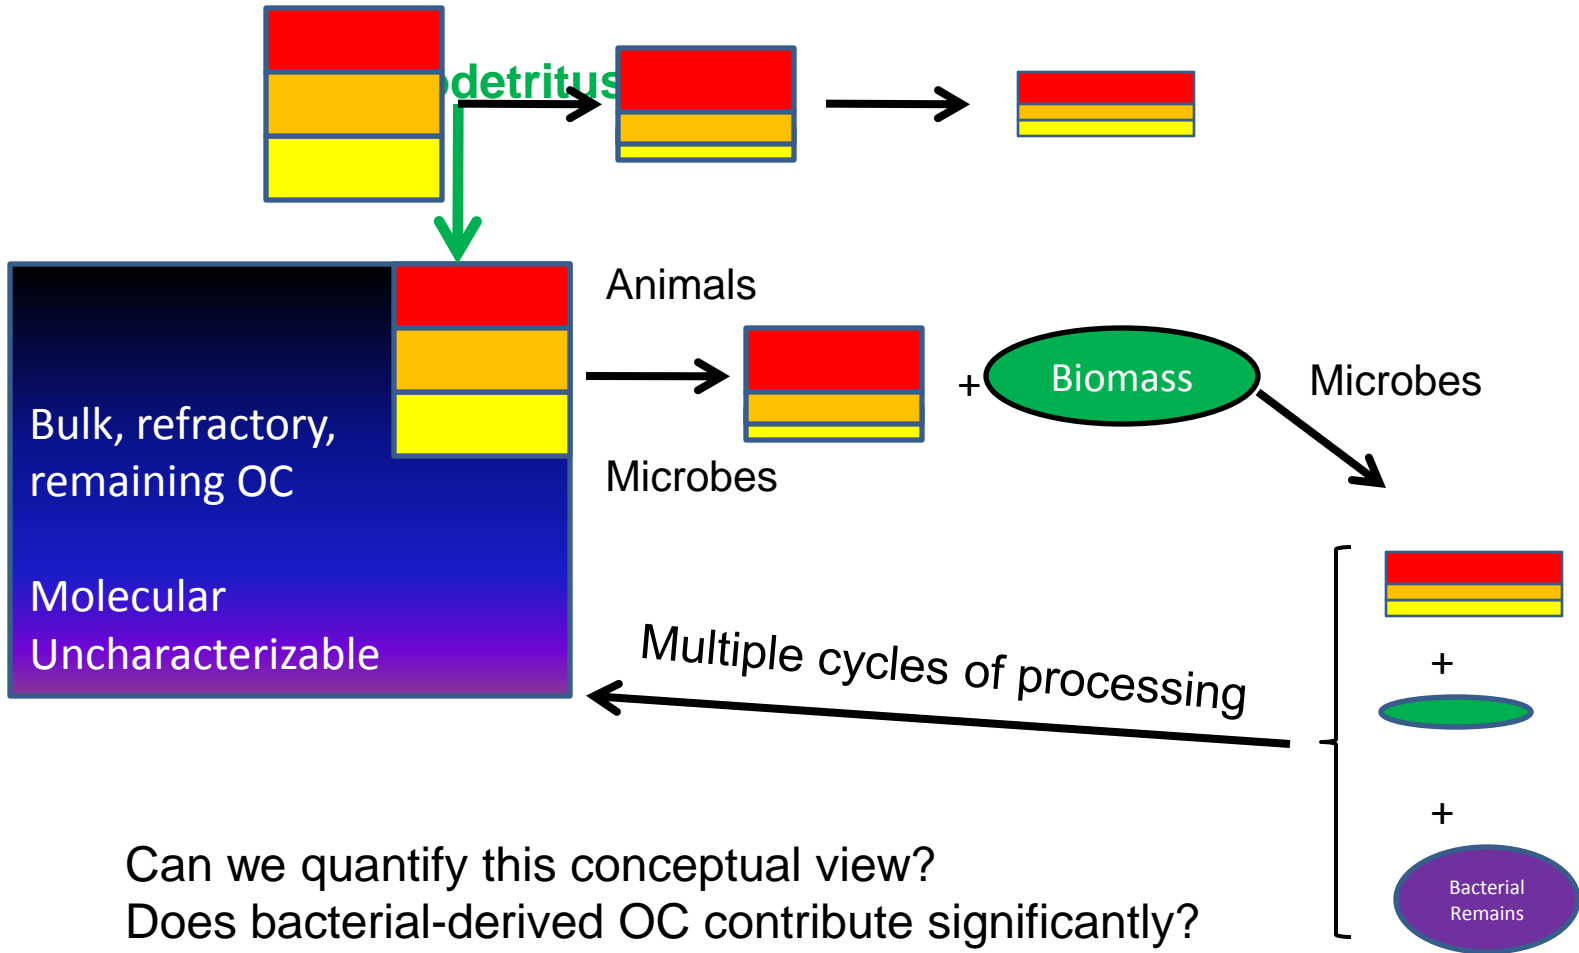 odetritus
Animals
Biomass
+
Microbes
Bulk, refractory,
remaining OC
Microbes
Molecular
Uncharacterizable
Multiple cycles of processing
+
+
Bacterial
Remains
Can we quantify this conceptual view?
Does bacterial-derived OC contribute significantly?